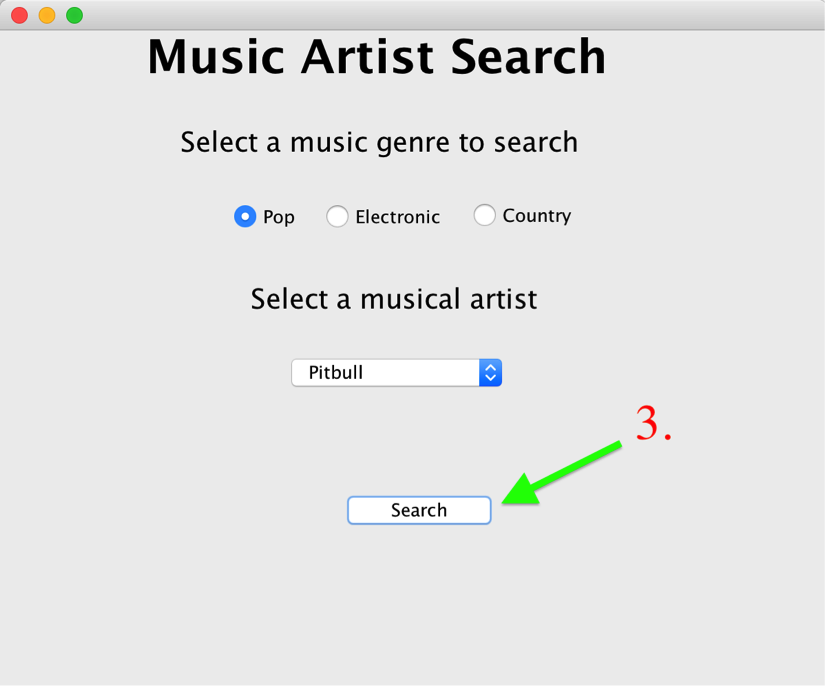 Music Artist Search
Select a music genre to search
Pop Electronic Country
Select a musical artist
Pitbull
3.
Search